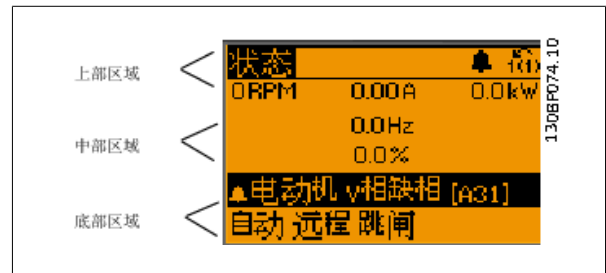 上部区域
中部区域
底部区域
状态 1(1)
0RPM 0.00A 0.0kW
0.0Hz
0.0%
电动机 V相缺相 [A31]
自动 远程 跳闸
130BP074.10